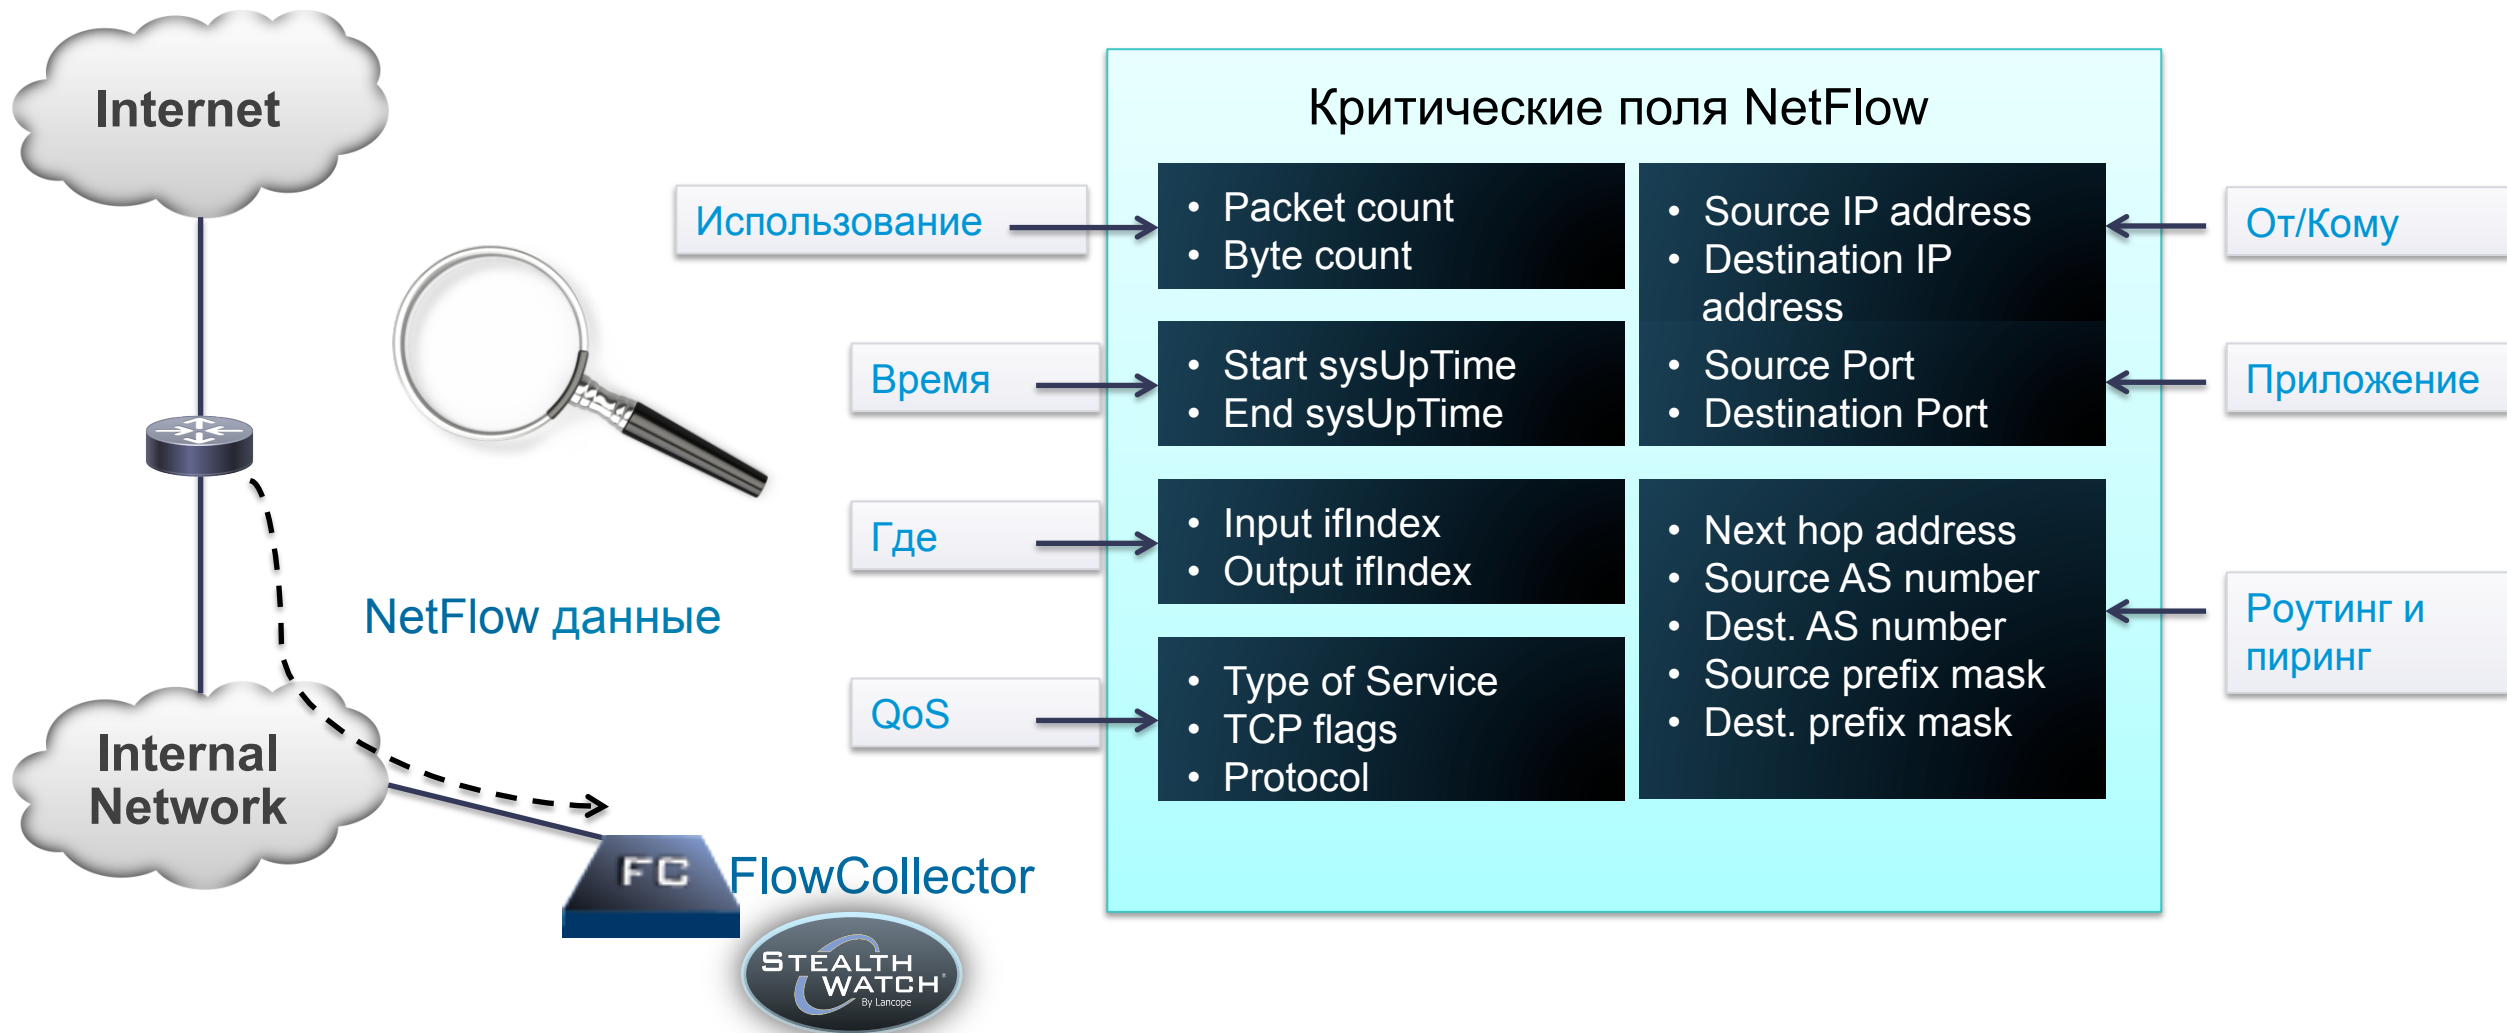 Internet
Internal
Network
NetFlow данные
FC
FlowCollector
STEALTH
WATCH®
By Lancope
Критические поля NetFlow
Использование
• Packet count
• Byte count
Время
• Start sysUpTime
• End sysUpTime
Где
• Input ifIndex
• Output ifIndex
QoS
• Type of Service
• TCP flags
• Protocol
• Source IP address
• Destination IP
address
От/Кому
• Source Port
• Destination Port
Приложение
• Next hop address
• Source AS number
• Dest. AS number
• Source prefix mask
• Dest. prefix mask
Роутинг и
пиринг